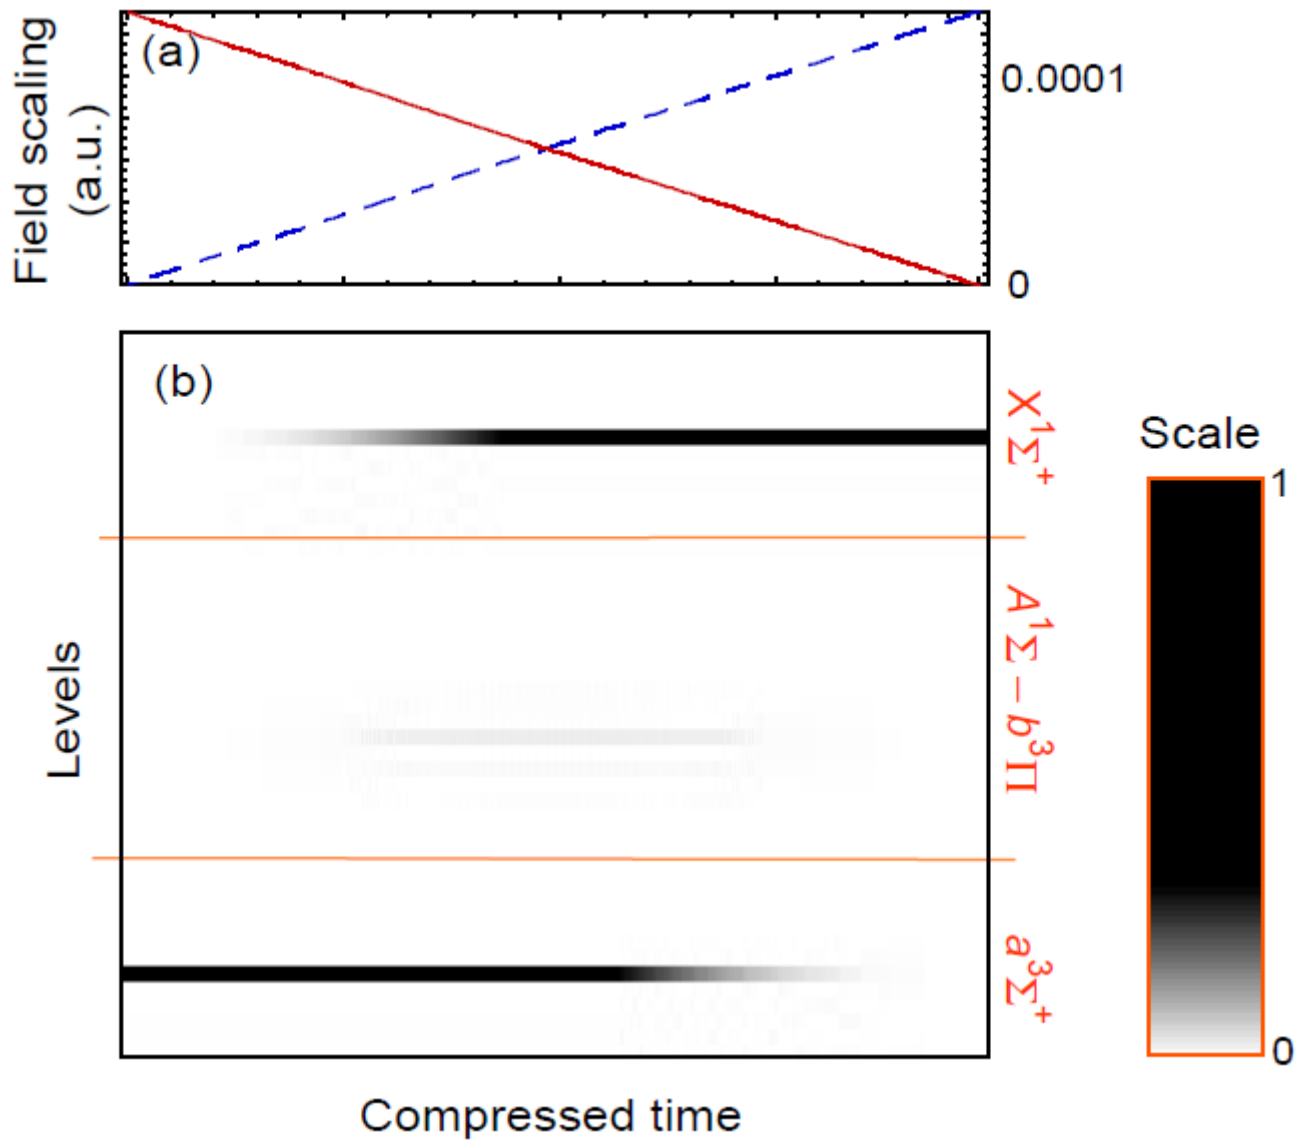 Field scaling
(a.u.)
(a)
0.0001
0
(b)
X¹Σ⁺
Scale
1
A¹Σ − b³Π
Levels
a³Σ⁺
0
Compressed time